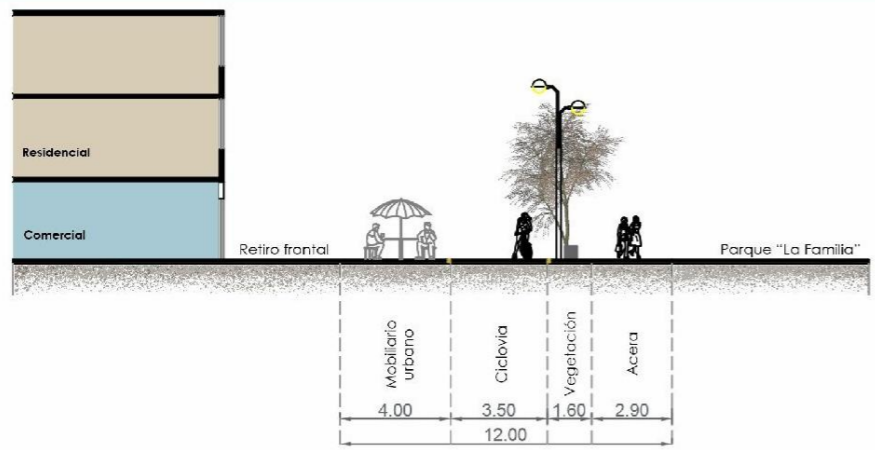 Residencial
Comercial
Retiro frontal
Parque "La Familia"
Mobiliario
urbano
Ciclovia
Vegetación
Acera
4.00
3.50
1.60
2.90
12.00